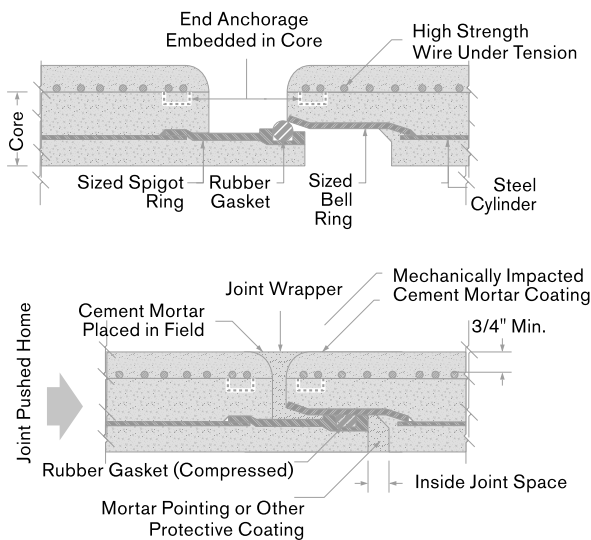 End Anchorage
Embedded in Core
High Strength
Wire Under Tension
Core
Sized Spigot
Ring
Rubber
Gasket
Sized
Bell
Ring
Steel
Cylinder
Joint Wrapper
Mechanically Impacted
Cement Mortar Coating
Cement Mortar
Placed in Field
3/4" Min.
Joint Pushed Home
Rubber Gasket (Compressed)
Inside Joint Space
Mortar Pointing or Other
Protective Coating